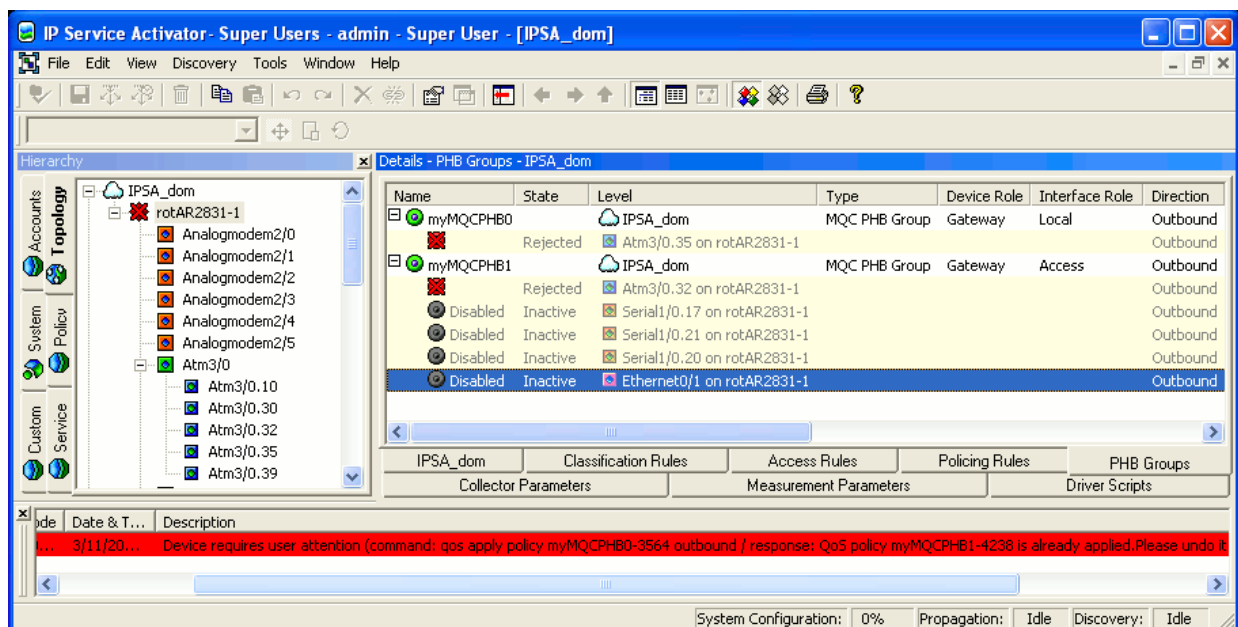 IP Service Activator- Super Users - admin - Super User - [IPSA_dom]
File Edit View Discovery Tools Window Help
Hierarchy
Accounts
Topology
System
Policy
Custom
Service
IPSA_dom
rotAR2831-1
Analogmodem2/0
Analogmodem2/1
Analogmodem2/2
Analogmodem2/3
Analogmodem2/4
Analogmodem2/5
Atm3/0
Atm3/0.10
Atm3/0.30
Atm3/0.32
Atm3/0.35
Atm3/0.39
Details - PHB Groups - IPSA_dom
Name State Level Type Device Role Interface Role Direction
myMQCPHB0 IPSA_dom MQC PHB Group Gateway Local Outbound
Rejected Atm3/0.35 on rotAR2831-1 Outbound
myMQCPHB1 IPSA_dom MQC PHB Group Gateway Access Outbound
Rejected Atm3/0.32 on rotAR2831-1 Outbound
Disabled Inactive Serial1/0.17 on rotAR2831-1 Outbound
Disabled Inactive Serial1/0.21 on rotAR2831-1 Outbound
Disabled Inactive Serial1/0.20 on rotAR2831-1 Outbound
Disabled Inactive Ethernet0/1 on rotAR2831-1 Outbound
IPSA_dom Classification Rules Access Rules Policing Rules PHB Groups
Collector Parameters Measurement Parameters Driver Scripts
ode Date & T... Description
... 3/11/20... Device requires user attention (command: qos apply policy myMQCPHB0-3564 outbound / response: QoS policy myMQCPHB1-4238 is already applied.Please undo it
System Configuration: 0% Propagation: Idle Discovery: Idle